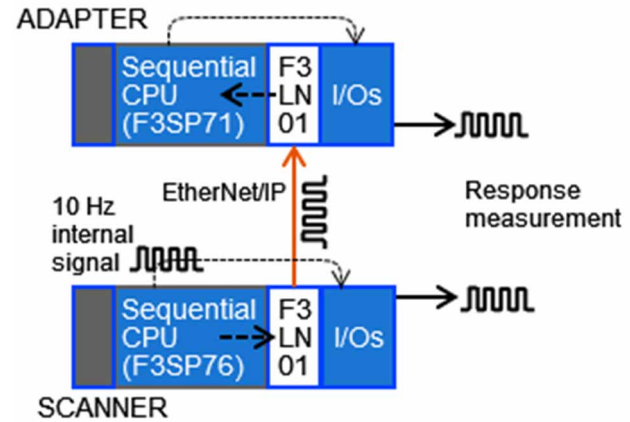 ADAPTER
Sequential
CPU
(F3SP71)
F3
LN
01
I/Os
EtherNet/IP
Response
measurement
10 Hz
internal
signal
Sequential
CPU
(F3SP76)
F3
LN
01
I/Os
SCANNER